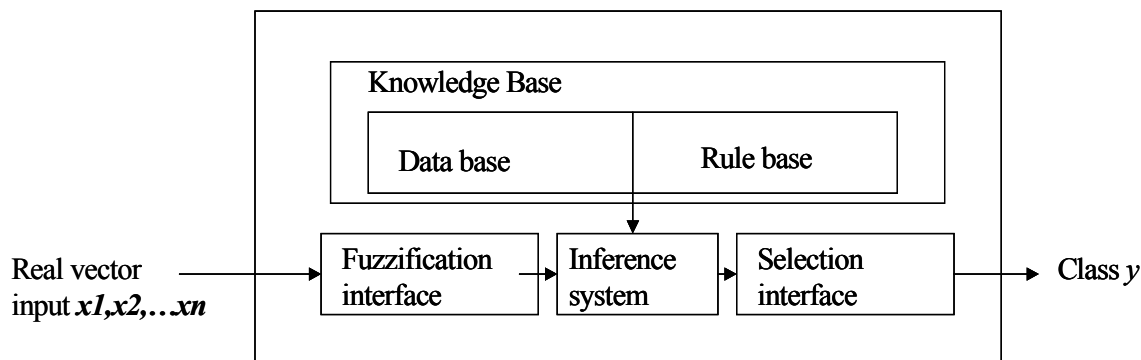 Knowledge Base
Data base
Rule base
Real vector
input x1,x2,…xn
Fuzzification
interface
Inference
system
Selection
interface
Class y